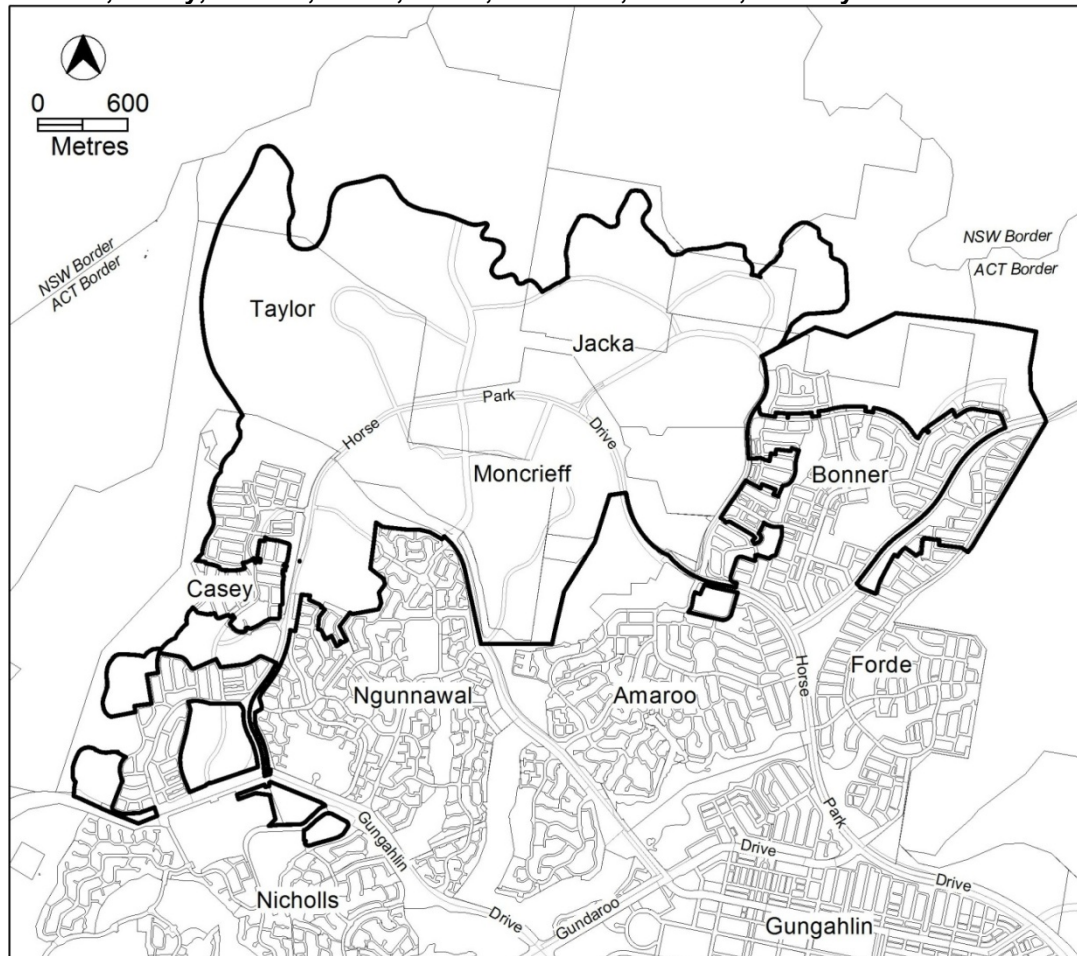 0 600
Metres
NSW Border
ACT Border
NSW Border
ACT Border
Taylor
Jacka
Horse
Park
Drive
Moncrieff
Bonner
Casey
Ngunnawal
Amaroo
Horse
Park
Drive
Forde
Gungahlin
Drive
Nicholls
Gundaroo
Drive
Gungahlin